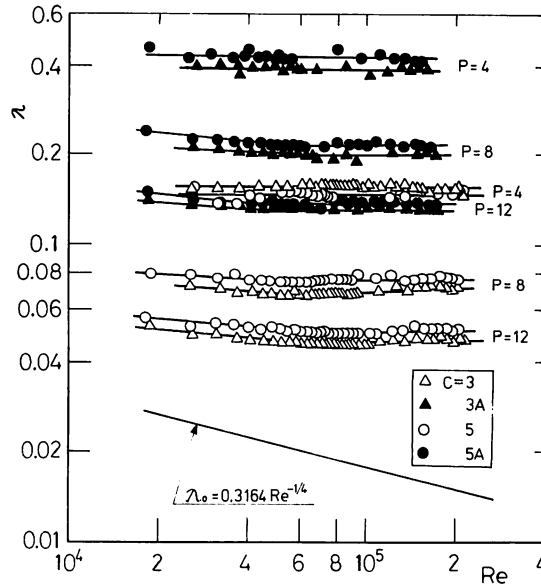 0.6
λ
0.4
P=4
0.2
P=8
P=4
P=12
0.1
0.08
P=8
0.06
P=12
0.04
△ C=3
▲ 3A
○ 5
● 5A
0.02
λ₀=0.3164 Re^-1/4
0.01
10⁴ 2 4 6 8 10⁵ 2 4
Re